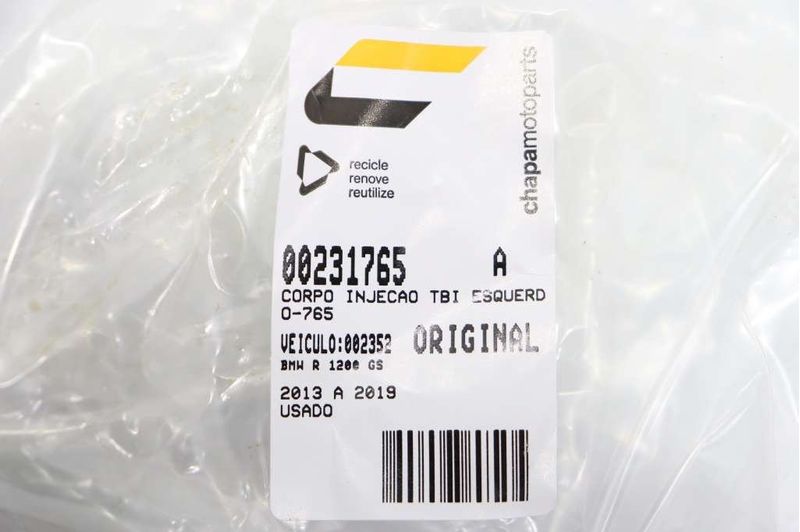 chapamotoparts
recicle
renove
reutilize
00231765 A
CORPO INJECAO TBI ESQUERD
O-765
VEICULO:002352 ORIGINAL
BMW R 1200 GS
2013 A 2019
USADO